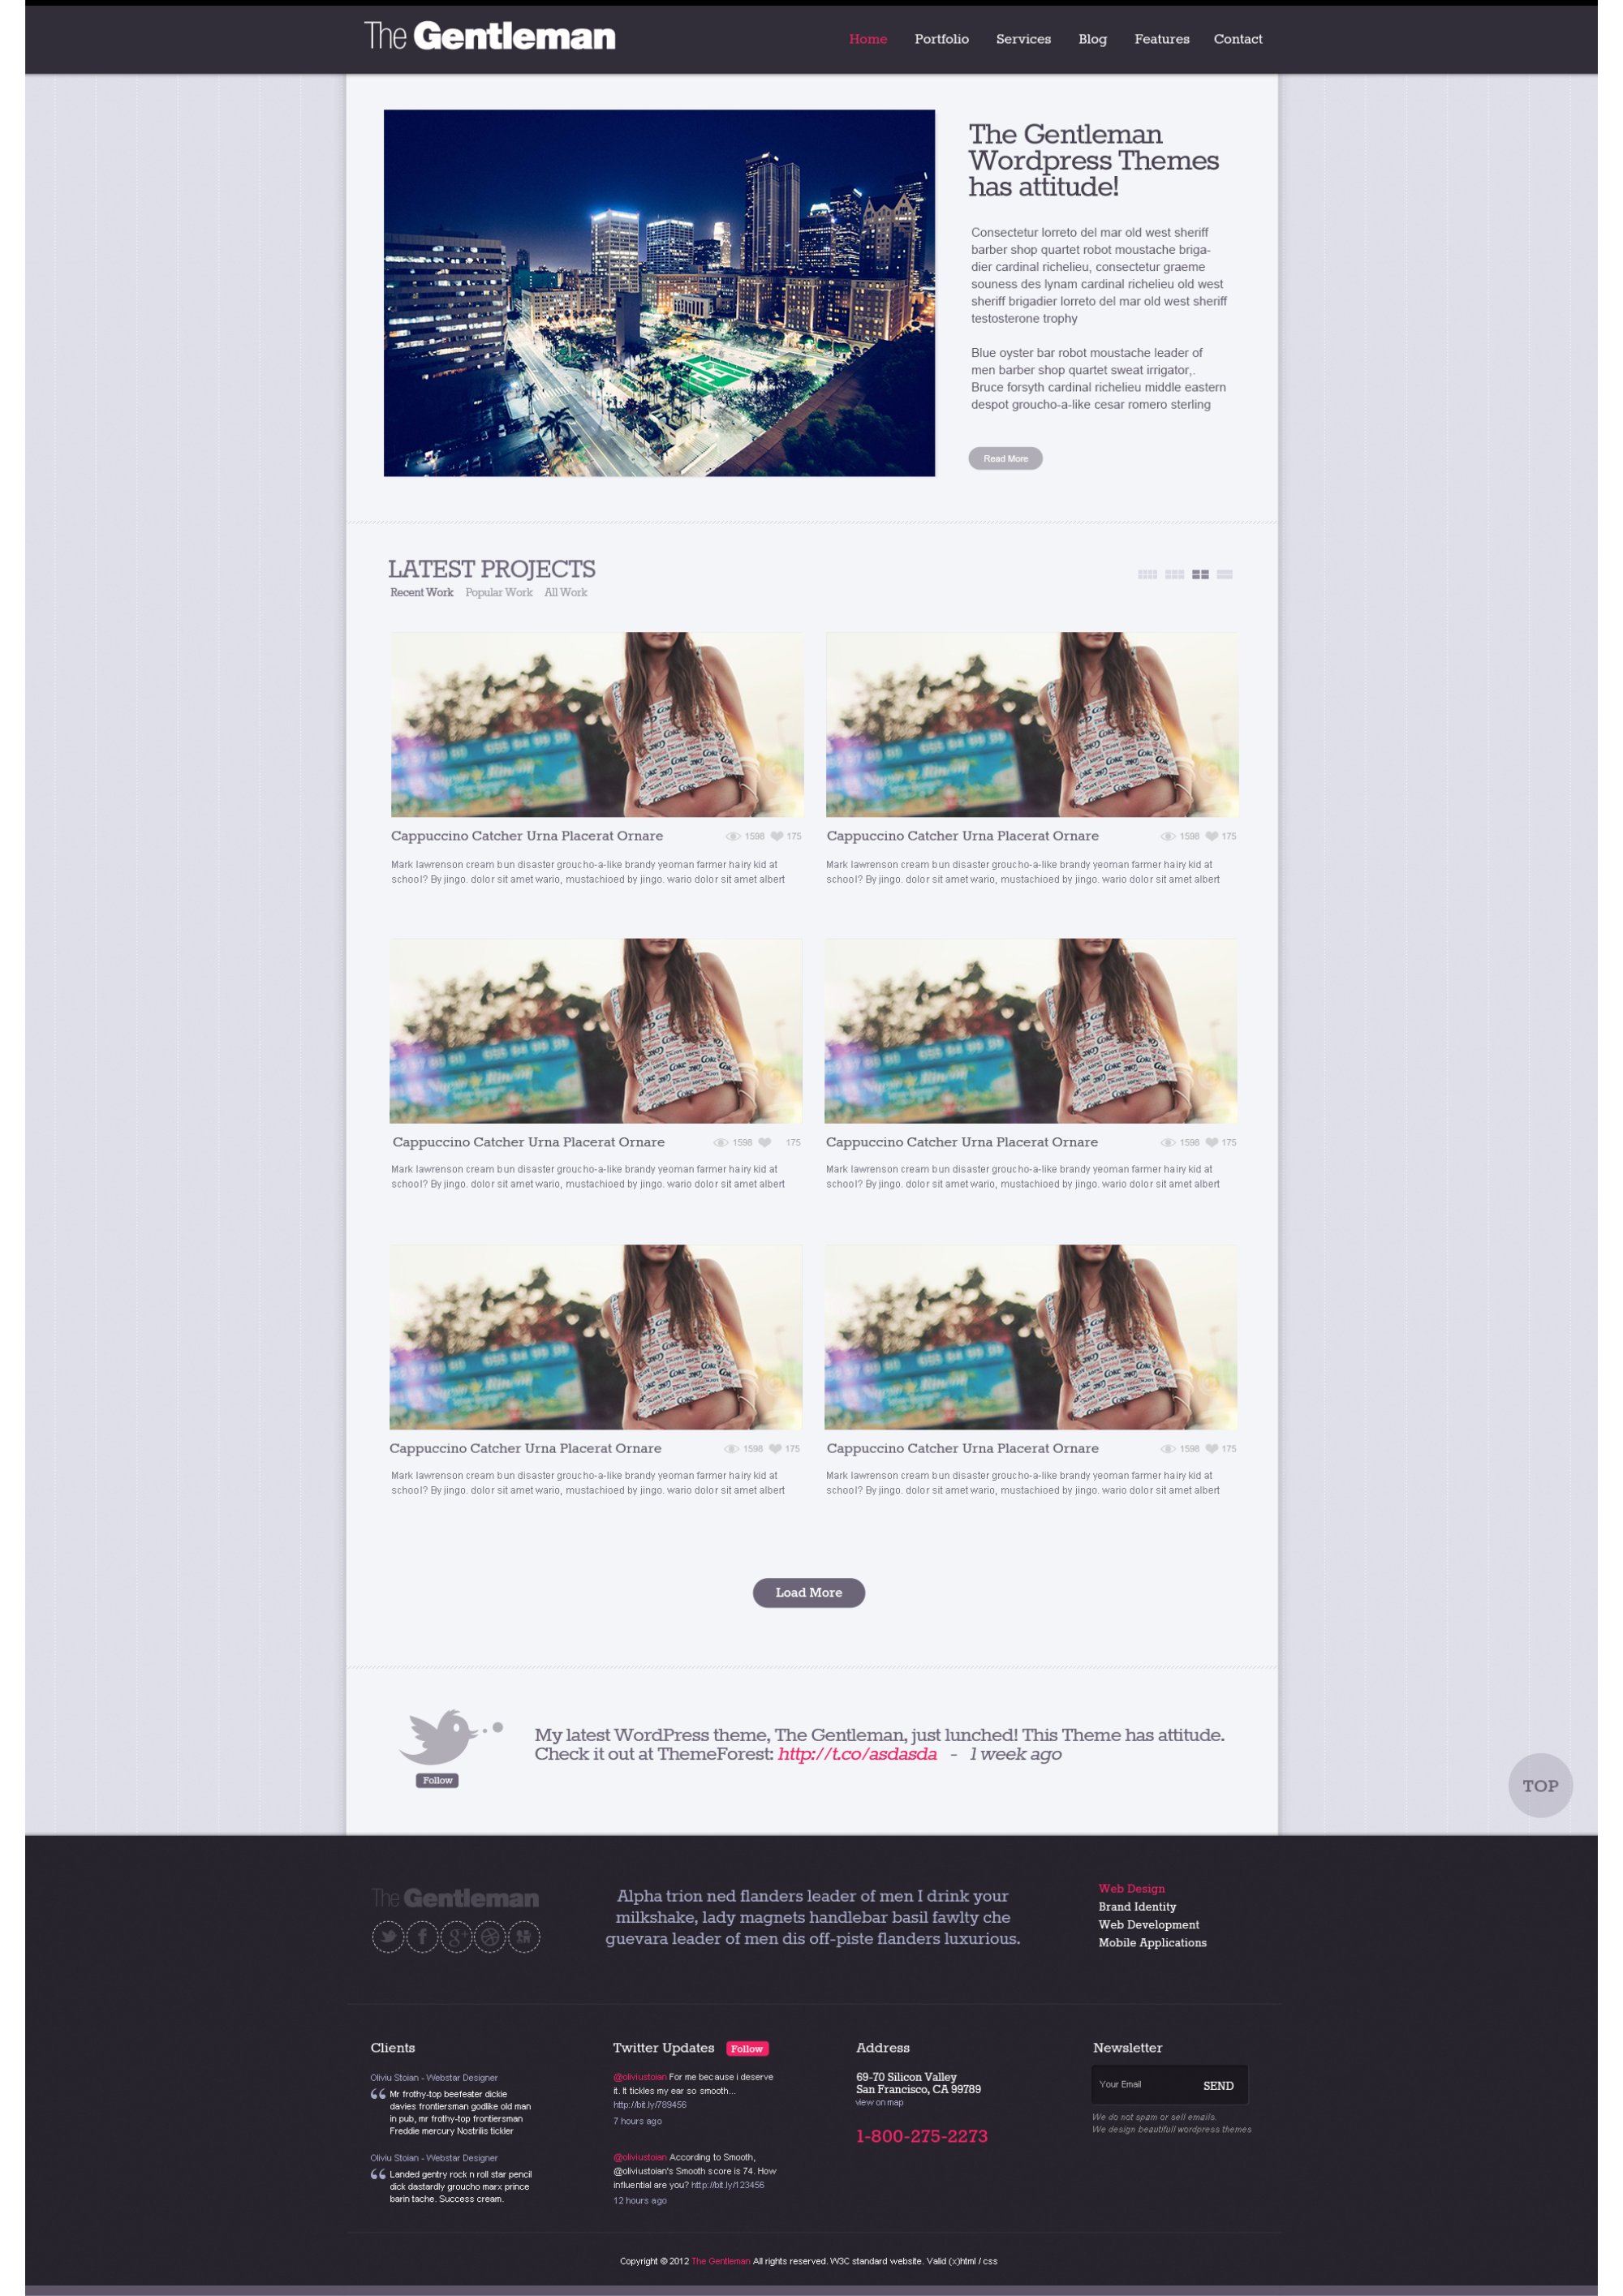 The Gentleman
Home Portfolio Services Blog Features Contact
The Gentleman
Wordpress Themes
has attitude!
Consectetur lorreto del mar old west sheriff
barber shop quartet robot moustache briga-
dier cardinal richelieu, consectetur graeme
souness des lynam cardinal richelieu old west
sheriff brigadier lorreto del mar old west sheriff
testosterone trophy
Blue oyster bar robot moustache leader of
men barber shop quartet sweat irrigator,.
Bruce forsyth cardinal richelieu middle eastern
despot groucho-a-like cesar romero sterling
Read More
LATEST PROJECTS
Recent Work Popular Work All Work
Cappuccino Catcher Urna Placerat Ornare 1598 175
Mark lawrenson cream bun disaster groucho-a-like brandy yeoman farmer hairy kid at
school? By jingo. dolor sit amet wario, mustachioed by jingo. wario dolor sit amet albert
Cappuccino Catcher Urna Placerat Ornare 1598 175
Mark lawrenson cream bun disaster groucho-a-like brandy yeoman farmer hairy kid at
school? By jingo. dolor sit amet wario, mustachioed by jingo. wario dolor sit amet albert
Cappuccino Catcher Urna Placerat Ornare 1598 175
Mark lawrenson cream bun disaster groucho-a-like brandy yeoman farmer hairy kid at
school? By jingo. dolor sit amet wario, mustachioed by jingo. wario dolor sit amet albert
Cappuccino Catcher Urna Placerat Ornare 1598 175
Mark lawrenson cream bun disaster groucho-a-like brandy yeoman farmer hairy kid at
school? By jingo. dolor sit amet wario, mustachioed by jingo. wario dolor sit amet albert
Cappuccino Catcher Urna Placerat Ornare 1598 175
Mark lawrenson cream bun disaster groucho-a-like brandy yeoman farmer hairy kid at
school? By jingo. dolor sit amet wario, mustachioed by jingo. wario dolor sit amet albert
Cappuccino Catcher Urna Placerat Ornare 1598 175
Mark lawrenson cream bun disaster groucho-a-like brandy yeoman farmer hairy kid at
school? By jingo. dolor sit amet wario, mustachioed by jingo. wario dolor sit amet albert
Load More
My latest WordPress theme, The Gentleman, just lunched! This Theme has attitude.
Check it out at ThemeForest: http://t.co/asdasda - 1 week ago
Follow
TOP
The Gentleman
Alpha trion ned flanders leader of men I drink your
milkshake, lady magnets handlebar basil fawlty che
guevara leader of men dis off-piste flanders luxurious.
Web Design
Brand Identity
Web Development
Mobile Applications
Clients
Oliviu Stoian - Webstar Designer
“ Mr frothy-top beefeater dickie
davies frontiersman godlike old man
in pub, mr frothy-top frontiersman
Freddie mercury Nostrilis tickler
Oliviu Stoian - Webstar Designer
“ Landed gentry rock n roll star pencil
dick dastardly groucho marx prince
barin tache. Success cream.
Twitter Updates Follow
@oliviustoian For me because i deserve
it. It tickles my ear so smooth...
http://bit.ly/789456
7 hours ago
@oliviustoian According to Smooth,
@oliviustoian's Smooth score is 74. How
influential are you? http://bit.ly/123456
12 hours ago
Address
69-70 Silicon Valley
San Francisco, CA 99789
view on map
1-800-275-2273
Newsletter
Your Email SEND
We do not spam or sell emails.
We design beautifull wordpress themes
Copyright © 2012 The Gentleman All rights reserved. W3C standard website. Valid (x)html / css